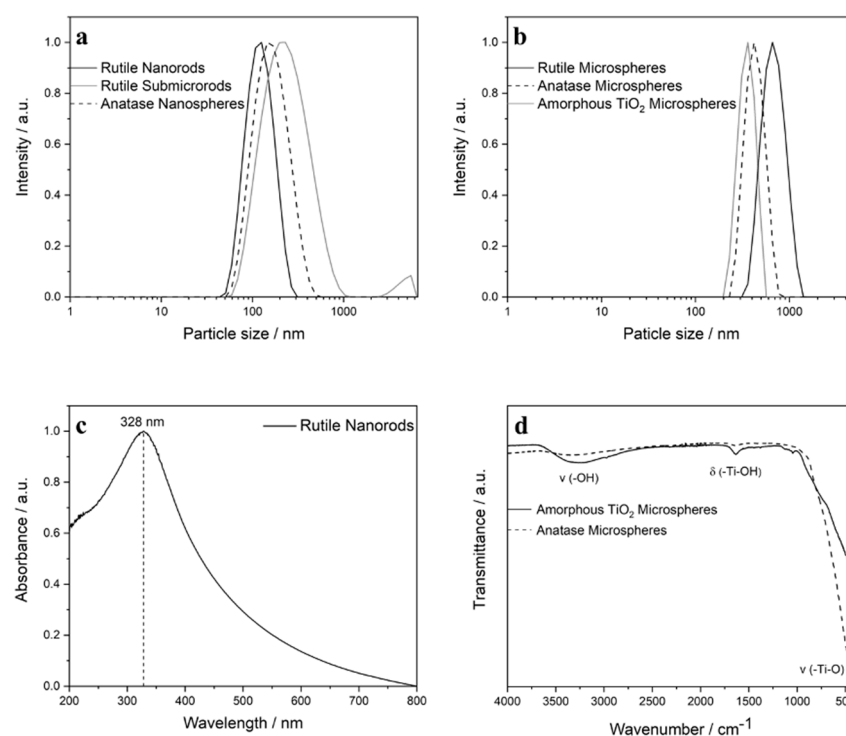 a
Rutile Nanorods
Rutile Submicrorods
Anatase Nanospheres
Intensity / a.u.
1.0
0.8
0.6
0.4
0.2
0.0
1
10
100
1000
Particle size / nm
b
Rutile Microspheres
Anatase Microspheres
Amorphous TiO₂ Microspheres
Intensity / a.u.
1.0
0.8
0.6
0.4
0.2
0.0
1
10
100
1000
Paticle size / nm
c
328 nm
Rutile Nanorods
Absorbance / a.u.
1.0
0.8
0.6
0.4
0.2
0.0
200
300
400
500
600
700
800
Wavelength / nm
d
ν (-OH)
δ (-Ti-OH)
Amorphous TiO₂ Microspheres
Anatase Microspheres
ν (-Ti-O)
Transmittance / a.u.
4000
3500
3000
2500
2000
1500
1000
500
Wavenumber / cm⁻¹